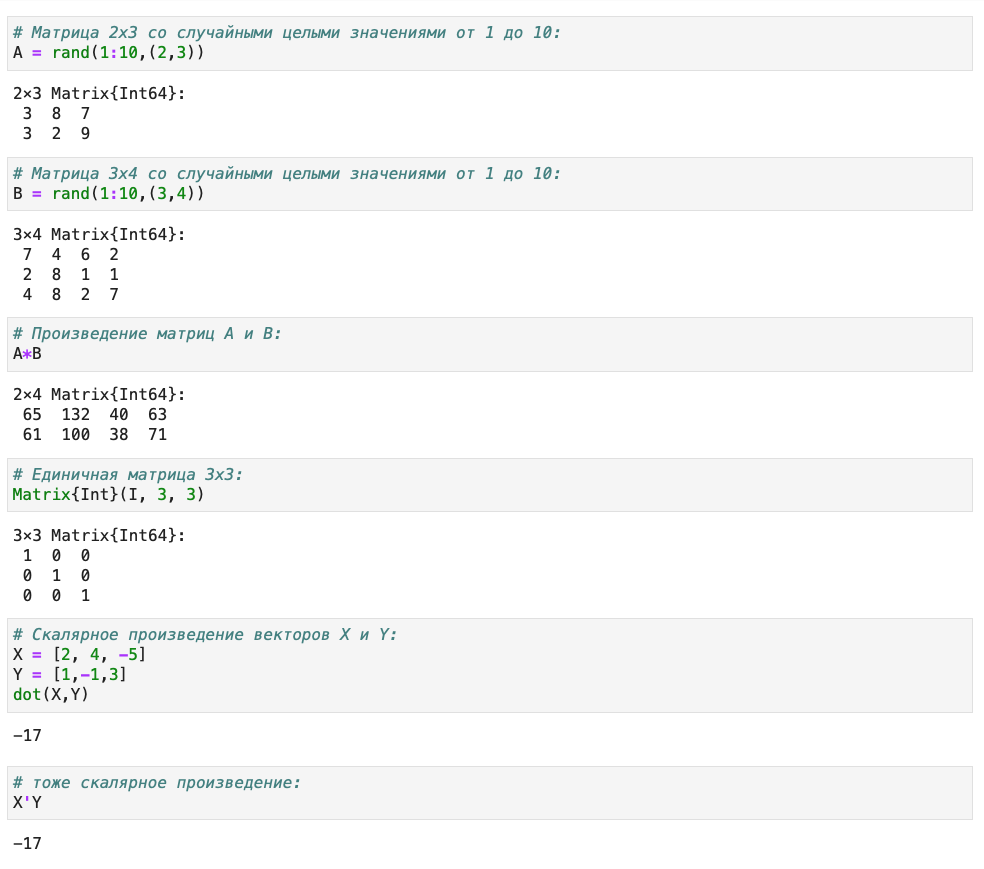 # Матрица 2x3 со случайными целыми значениями от 1 до 10:
A = rand(1:10,(2,3))
2×3 Matrix{Int64}:
3 8 7
3 2 9
# Матрица 3x4 со случайными целыми значениями от 1 до 10:
B = rand(1:10,(3,4))
3×4 Matrix{Int64}:
7 4 6 2
2 8 1 1
4 8 2 7
# Произведение матриц A и B:
A*B
2×4 Matrix{Int64}:
65 132 40 63
61 100 38 71
# Единичная матрица 3x3:
Matrix{Int}(I, 3, 3)
3×3 Matrix{Int64}:
1 0 0
0 1 0
0 0 1
# Скалярное произведение векторов X и Y:
X = [2, 4, -5]
Y = [1,-1,3]
dot(X,Y)
-17
# тоже скалярное произведение:
X'Y
-17